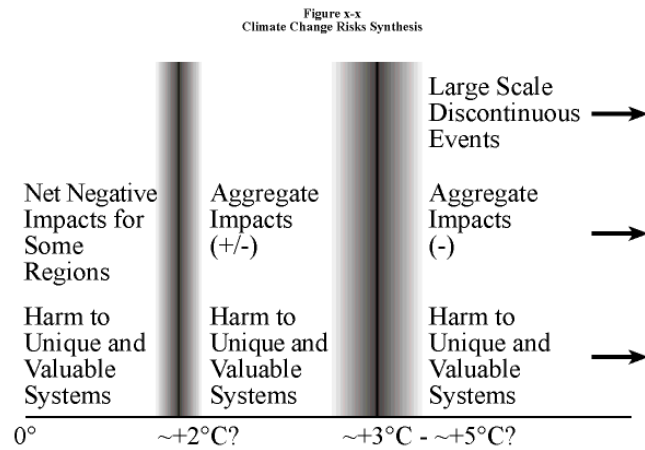 Figure x-x
Climate Change Risks Synthesis
Large Scale
Discontinuous
Events
Net Negative
Impacts for
Some
Regions
Aggregate
Impacts
(+/-)
Aggregate
Impacts
(-)
Harm to
Unique and
Valuable
Systems
Harm to
Unique and
Valuable
Systems
Harm to
Unique and
Valuable
Systems
0° ~+2°C? ~+3°C - ~+5°C?